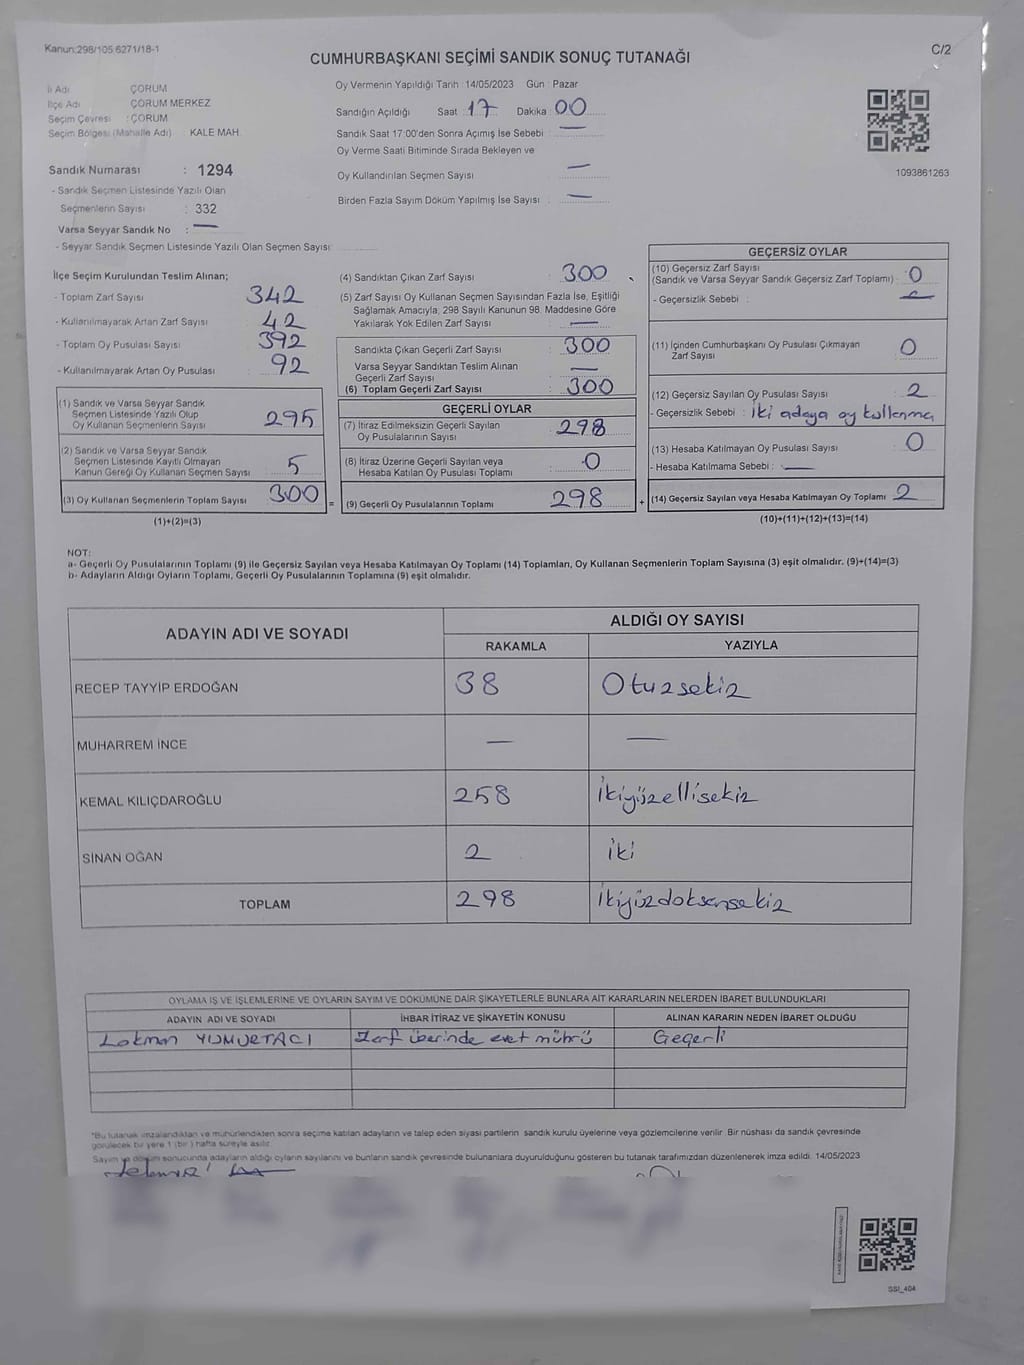 Kanun:298/105 6271/18-1
C/2
CUMHURBAŞKANI SEÇİMİ SANDIK SONUÇ TUTANAĞI
İl Adı : ÇORUM
İlçe Adı : ÇORUM MERKEZ
Seçim Çevresi : ÇORUM
Seçim Bölgesi (Mahalle Adı) : KALE MAH.
Sandık Numarası : 1294
- Sandık Seçmen Listesinde Yazılı Olan
Seçmenlerin Sayısı : 332
Varsa Seyyar Sandık No : —
- Seyyar Sandık Seçmen Listesinde Yazılı Olan Seçmen Sayısı:
Oy Vermenin Yapıldığı Tarih 14/05/2023 Gün : Pazar
Sandığın Açıldığı Saat : 17 Dakika : 00
Sandık Saat 17:00'den Sonra Açımış İse Sebebi : —
Oy Verme Saati Bitiminde Sırada Bekleyen ve
Oy Kullandırılan Seçmen Sayısı : —
Birden Fazla Sayım Döküm Yapılmış İse Sayısı : —
1093861263
İlçe Seçim Kurulundan Teslim Alınan;
- Toplam Zarf Sayısı : 342
- Kullanılmayarak Artan Zarf Sayısı : 42
- Toplam Oy Pusulası Sayısı : 392
- Kullanılmayarak Artan Oy Pusulası : 92
(1) Sandık ve Varsa Seyyar Sandık
Seçmen Listesinde Yazılı Olup
Oy Kullanan Seçmenlerin Sayısı : 295
(2) Sandık ve Varsa Seyyar Sandık
Seçmen Listesinde Kayıtlı Olmayan
Kanun Gereği Oy Kullanan Seçmen Sayısı : 5
(3) Oy Kullanan Seçmenlerin Toplam Sayısı : 300
(1)+(2)=(3)
(4) Sandıktan Çıkan Zarf Sayısı : 300
(5) Zarf Sayısı Oy Kullanan Seçmen Sayısından Fazla İse, Eşitliği
Sağlamak Amacıyla, 298 Sayılı Kanunun 98. Maddesine Göre
Yakılarak Yok Edilen Zarf Sayısı : —
Sandıkta Çıkan Geçerli Zarf Sayısı : 300
Varsa Seyyar Sandıktan Teslim Alınan
Geçerli Zarf Sayısı : —
(6) Toplam Geçerli Zarf Sayısı : 300
GEÇERLİ OYLAR
(7) İtiraz Edilmeksizin Geçerli Sayılan
Oy Pusulalarının Sayısı : 298
(8) İtiraz Üzerine Geçerli Sayılan veya
Hesaba Katılan Oy Pusulası Toplamı : 0
= (9) Geçerli Oy Pusulalarının Toplamı : 298 +
GEÇERSİZ OYLAR
(10) Geçersiz Zarf Sayısı
(Sandık ve Varsa Seyyar Sandık Geçersiz Zarf Toplamı) : 0
- Geçersizlik Sebebi : —
(11) İçinden Cumhurbaşkanı Oy Pusulası Çıkmayan
Zarf Sayısı : 0
(12) Geçersiz Sayılan Oy Pusulası Sayısı : 2
- Geçersizlik Sebebi : İki adaya oy kullanma
(13) Hesaba Katılmayan Oy Pusulası Sayısı : 0
- Hesaba Katılmama Sebebi : —
(14) Geçersiz Sayılan veya Hesaba Katılmayan Oy Toplamı : 2
(10)+(11)+(12)+(13)=(14)
NOT:
a- Geçerli Oy Pusulalarının Toplamı (9) ile Geçersiz Sayılan veya Hesaba Katılmayan Oy Toplamı (14) Toplamları, Oy Kullanan Seçmenlerin Toplam Sayısına (3) eşit olmalıdır. (9)+(14)=(3)
b- Adayların Aldığı Oyların Toplamı, Geçerli Oy Pusulalarının Toplamına (9) eşit olmalıdır.
ADAYIN ADI VE SOYADI
ALDIĞI OY SAYISI
RAKAMLA YAZIYLA
RECEP TAYYİP ERDOĞAN 38 Otuzsekiz
MUHARREM İNCE — —
KEMAL KILIÇDAROĞLU 258 İkiyüzellisekiz
SİNAN OĞAN 2 iki
TOPLAM 298 İkiyüzdoksensekiz
OYLAMA İŞ VE İŞLEMLERİNE VE OYLARIN SAYIM VE DÖKÜMÜNE DAİR ŞİKAYETLERLE BUNLARA AİT KARARLARIN NELERDEN İBARET BULUNDUKLARI
ADAYIN ADI VE SOYADI İHBAR İTİRAZ VE ŞİKAYETİN KONUSU ALINAN KARARIN NEDEN İBARET OLDUĞU
Lokman YUMURTACI Zarf üzerinde evet mührü Geçerli
"Bu tutanak imzalandıktan ve mühürlendikten sonra seçime katılan adayların ve talep eden siyasi partilerin sandık kurulu üyelerine veya gözlemcilerine verilir. Bir nüshası da sandık çevresinde
görülecek bir yere 1 (bir) hafta süreyle asılır.
Sayım ve döküm sonucunda adayların aldığı oyların sayılarını ve bunların sandık çevresinde bulunanlara duyurulduğunu gösteren bu tutanak tarafımızdan düzenlenerek imza edildi. 14/05/2023
SSI_404